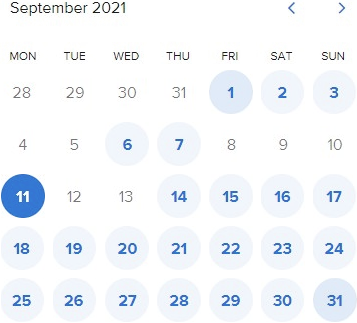 September 2021
MON TUE WED THU FRI SAT SUN
28 29 30 31 1 2 3
4 5 6 7 8 9 10
11 12 13 14 15 16 17
18 19 20 21 22 23 24
25 26 27 28 29 30 31